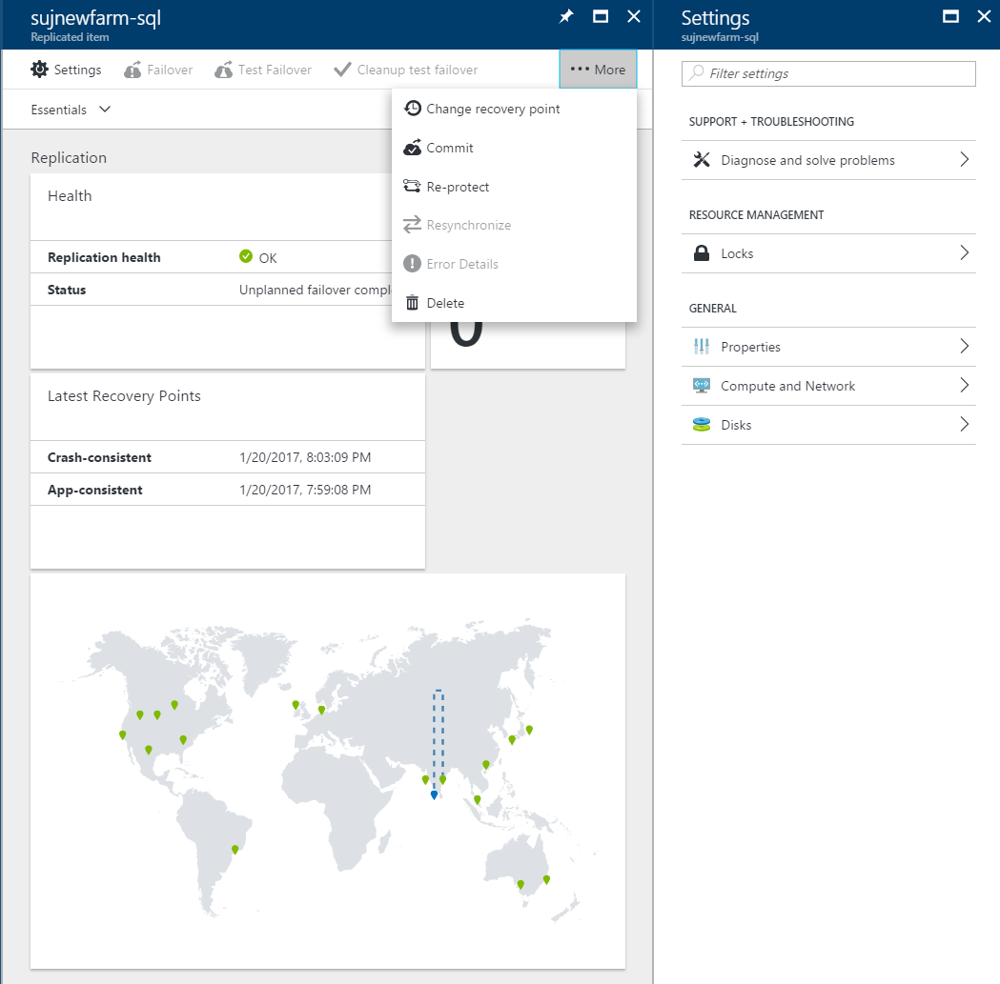 sujnewfarm-sql
Replicated item
Settings
Failover
Test Failover
Cleanup test failover
More
Change recovery point
Commit
Re-protect
Resynchronize
Error Details
Delete
Essentials
Replication
Health
Replication health OK
Status Unplanned failover compl
0
Latest Recovery Points
Crash-consistent 1/20/2017, 8:03:09 PM
App-consistent 1/20/2017, 7:59:08 PM
Settings
sujnewfarm-sql
Filter settings
SUPPORT + TROUBLESHOOTING
Diagnose and solve problems
RESOURCE MANAGEMENT
Locks
GENERAL
Properties
Compute and Network
Disks